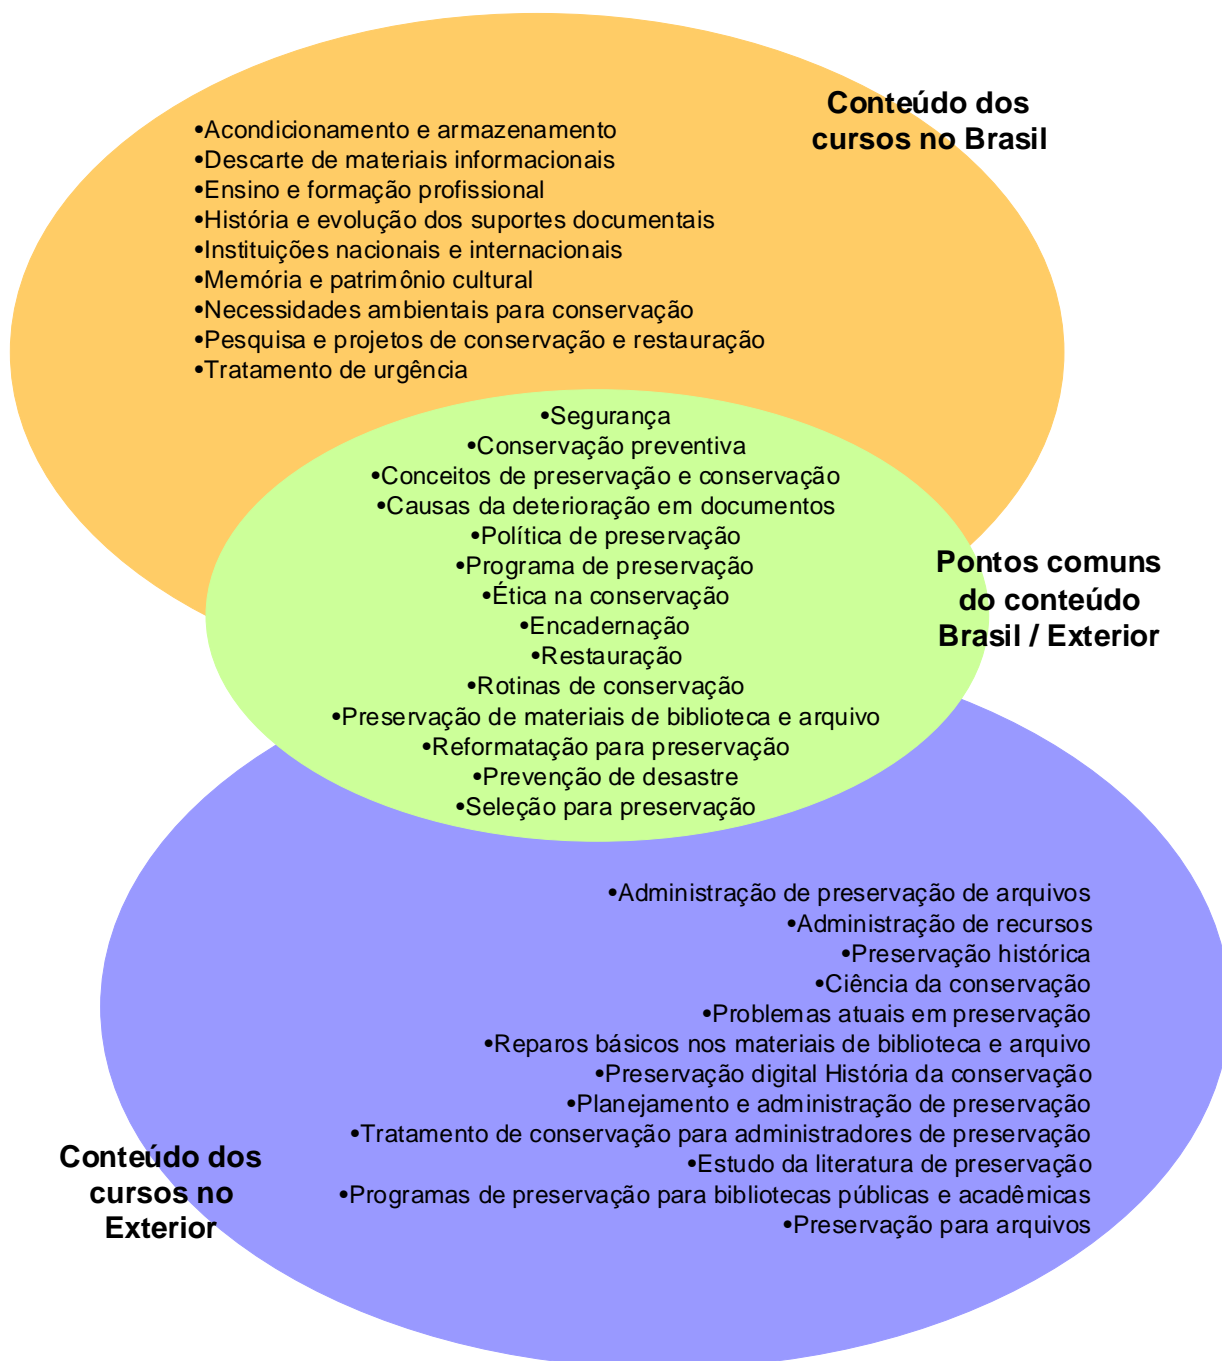 Conteúdo dos
cursos no Brasil
•Acondicionamento e armazenamento
•Descarte de materiais informacionais
•Ensino e formação profissional
•História e evolução dos suportes documentais
•Instituições nacionais e internacionais
•Memória e patrimônio cultural
•Necessidades ambientais para conservação
•Pesquisa e projetos de conservação e restauração
•Tratamento de urgência
•Segurança
•Conservação preventiva
•Conceitos de preservação e conservação
•Causas da deterioração em documentos
•Política de preservação
•Programa de preservação
•Ética na conservação
•Encadernação
•Restauração
•Rotinas de conservação
•Preservação de materiais de biblioteca e arquivo
•Reformatação para preservação
•Prevenção de desastre
•Seleção para preservação
Pontos comuns
do conteúdo
Brasil / Exterior
•Administração de preservação de arquivos
•Administração de recursos
•Preservação histórica
•Ciência da conservação
•Problemas atuais em preservação
•Reparos básicos nos materiais de biblioteca e arquivo
•Preservação digital História da conservação
•Planejamento e administração de preservação
•Tratamento de conservação para administradores de preservação
•Estudo da literatura de preservação
•Programas de preservação para bibliotecas públicas e acadêmicas
•Preservação para arquivos
Conteúdo dos
cursos no
Exterior